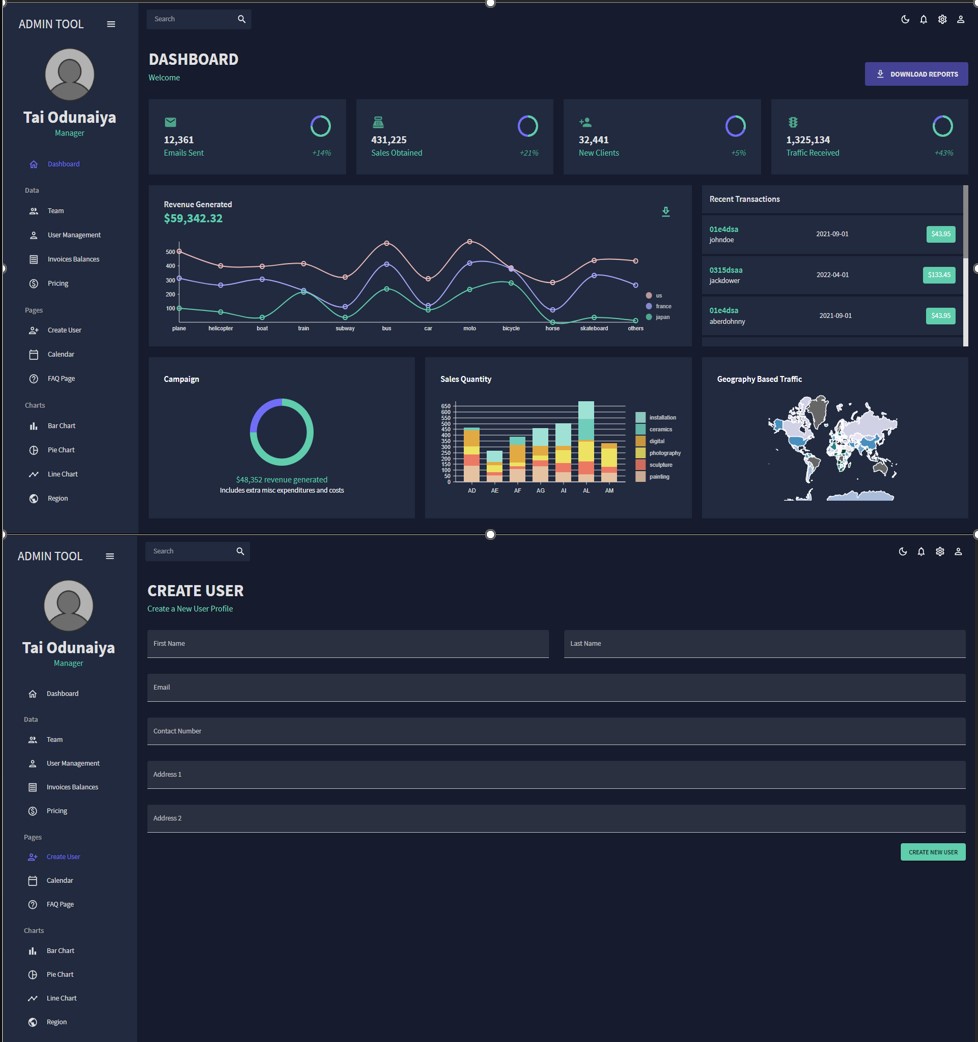 ADMIN TOOL
Search
Tai Odunaiya
Manager
Dashboard
Data
Team
User Management
Invoices Balances
Pricing
Pages
Create User
Calendar
FAQ Page
Charts
Bar Chart
Pie Chart
Line Chart
Region
DASHBOARD
Welcome
DOWNLOAD REPORTS
12,361
Emails Sent
+14%
431,225
Sales Obtained
+21%
32,441
New Clients
+5%
1,325,134
Traffic Received
+43%
Revenue Generated
$59,342.32
500
400
300
200
100
plane helicopter boat train subway bus car moto bicycle horse skateboard others
us
france
japan
Recent Transactions
01e4dsa
johndoe
2021-09-01
$43.95
0315dsaa
jackdower
2022-04-01
$133.45
01e4dsa
aberdohnny
2021-09-01
$43.95
Campaign
$48,352 revenue generated
Includes extra misc expenditures and costs
Sales Quantity
650
600
550
500
450
400
350
300
250
200
150
100
50
0
AD AE AF AG AI AL AM
installation
ceramics
digital
photography
sculpture
painting
Geography Based Traffic
ADMIN TOOL
Search
Tai Odunaiya
Manager
Dashboard
Data
Team
User Management
Invoices Balances
Pricing
Pages
Create User
Calendar
FAQ Page
Charts
Bar Chart
Pie Chart
Line Chart
Region
CREATE USER
Create a New User Profile
First Name
Last Name
Email
Contact Number
Address 1
Address 2
CREATE NEW USER